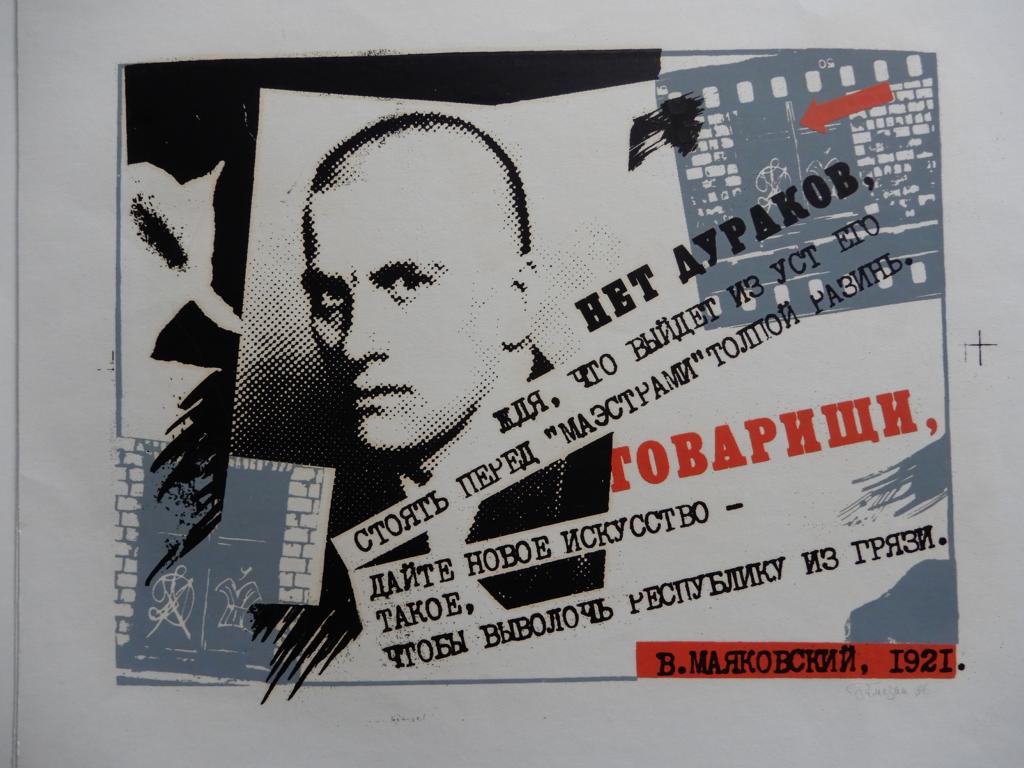 НЕТ ДУРАКОВ,
ЖДЯ, ЧТО ВЫЙДЕТ ИЗ УСТ ЕГО
СТОЯТЬ ПЕРЕД "МАЭСТРАМИ" ТОЛПОЙ РАЗИНЬ.
ТОВАРИЩИ,
ДАЙТЕ НОВОЕ ИСКУССТВО –
ТАКОЕ,
ЧТОБЫ ВЫВОЛОЧЬ РЕСПУБЛИКУ ИЗ ГРЯЗИ.
В.МАЯКОВСКИЙ, 1921.
50